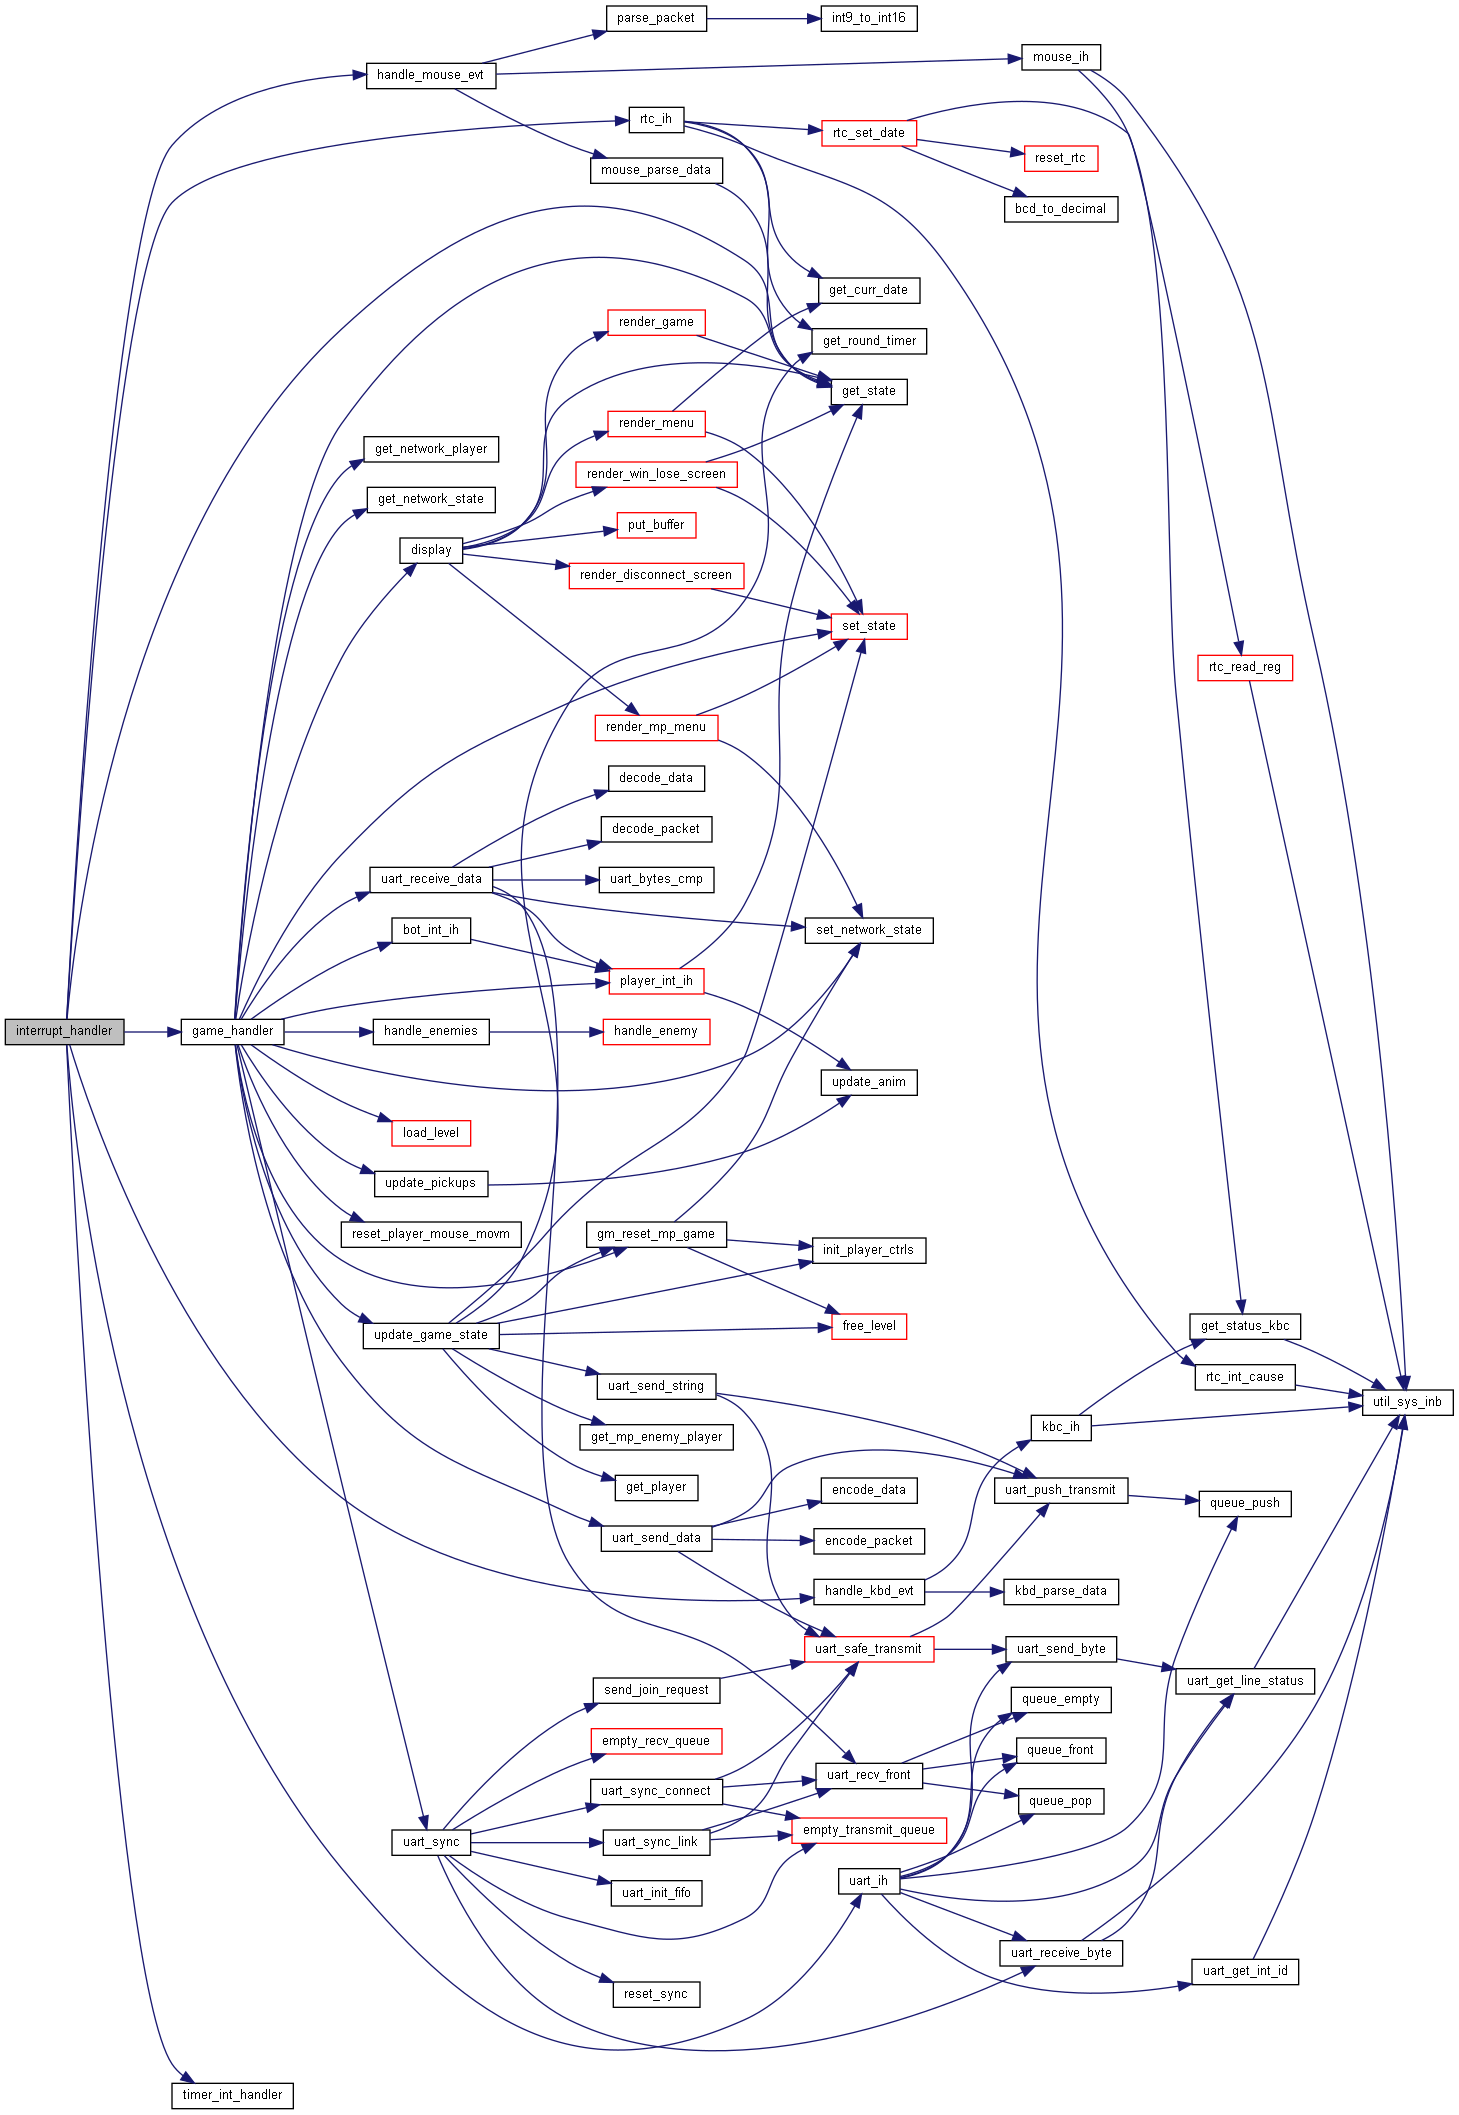 parse_packet
int9_to_int16
mouse_ih
handle_mouse_evt
rtc_ih
rtc_set_date
reset_rtc
mouse_parse_data
bcd_to_decimal
get_curr_date
render_game
get_round_timer
get_state
render_menu
get_network_player
render_win_lose_screen
get_network_state
put_buffer
display
render_disconnect_screen
set_state
rtc_read_reg
render_mp_menu
decode_data
decode_packet
uart_receive_data
uart_bytes_cmp
bot_int_ih
set_network_state
player_int_ih
interrupt_handler
game_handler
handle_enemies
handle_enemy
update_anim
load_level
update_pickups
reset_player_mouse_movm
gm_reset_mp_game
init_player_ctrls
free_level
get_status_kbc
update_game_state
rtc_int_cause
uart_send_string
util_sys_inb
kbc_ih
get_mp_enemy_player
get_player
encode_data
uart_push_transmit
queue_push
uart_send_data
encode_packet
handle_kbd_evt
kbd_parse_data
uart_safe_transmit
uart_send_byte
uart_get_line_status
send_join_request
queue_empty
empty_recv_queue
queue_front
uart_recv_front
uart_sync_connect
queue_pop
empty_transmit_queue
uart_sync
uart_sync_link
uart_ih
uart_init_fifo
uart_receive_byte
uart_get_int_id
reset_sync
timer_int_handler